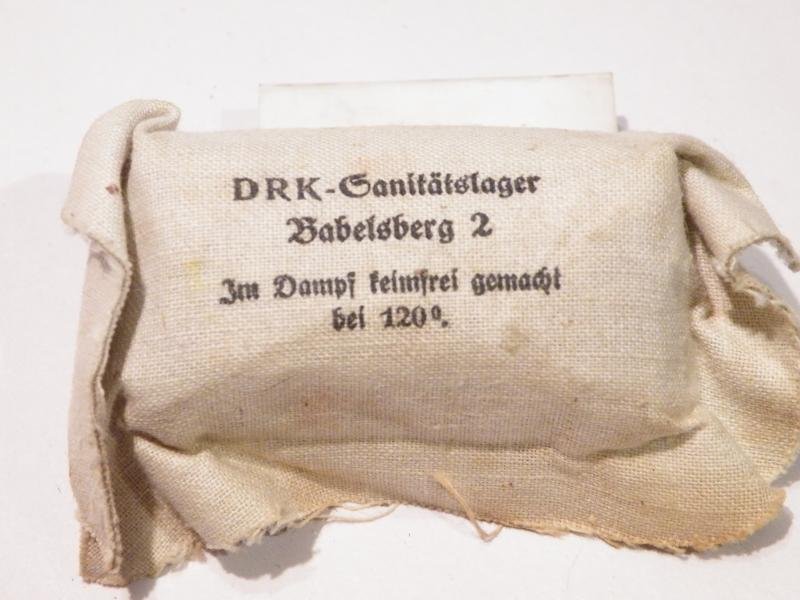 DRK-Sanitätslager
Babelsberg 2
Im Dampf keimfrei gemacht
bei 120°.